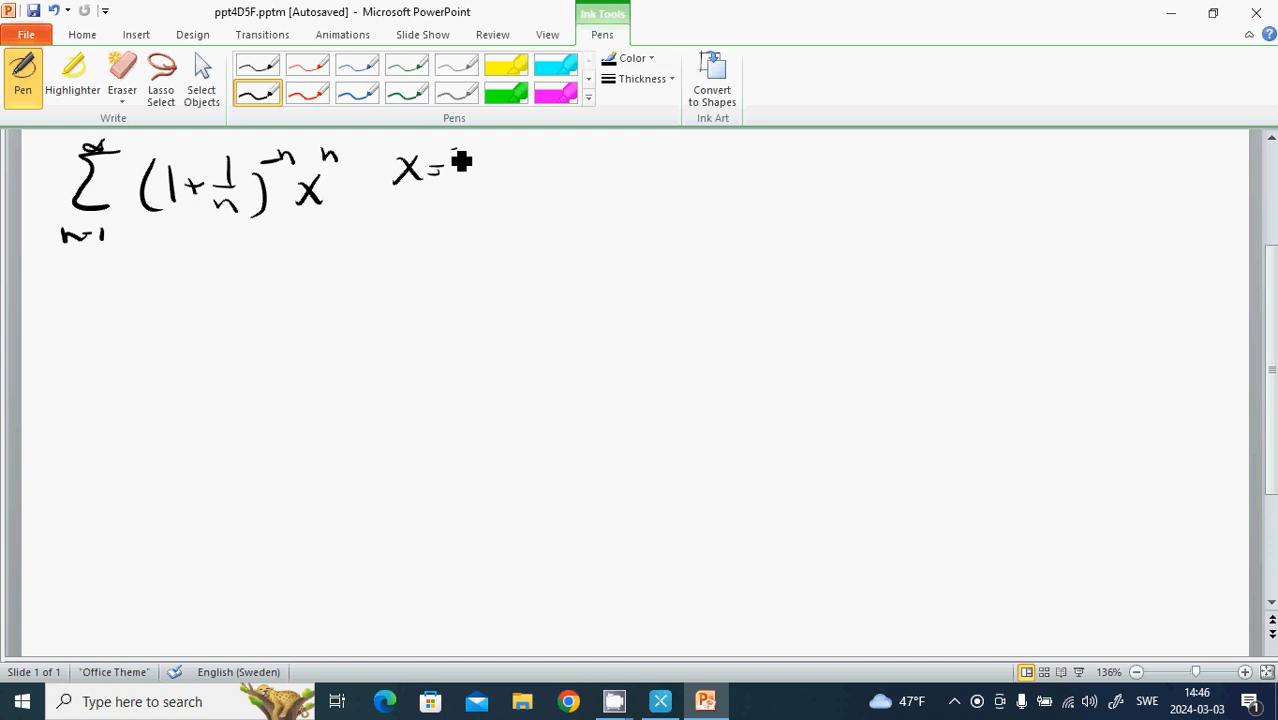 ppt4D5F.pptm [Autosaved] - Microsoft PowerPoint
Ink Tools
File Home Insert Design Transitions Animations Slide Show Review View Pens
Pen Highlighter Eraser Lasso Select Select Objects
Color
Thickness
Convert to Shapes
Write Pens Ink Art
∞
∑ (1+1/n)^-n x^n x=
n=1
Slide 1 of 1 "Office Theme" English (Sweden) 136%
Type here to search 47°F SWE 14:46
2024-03-03 1